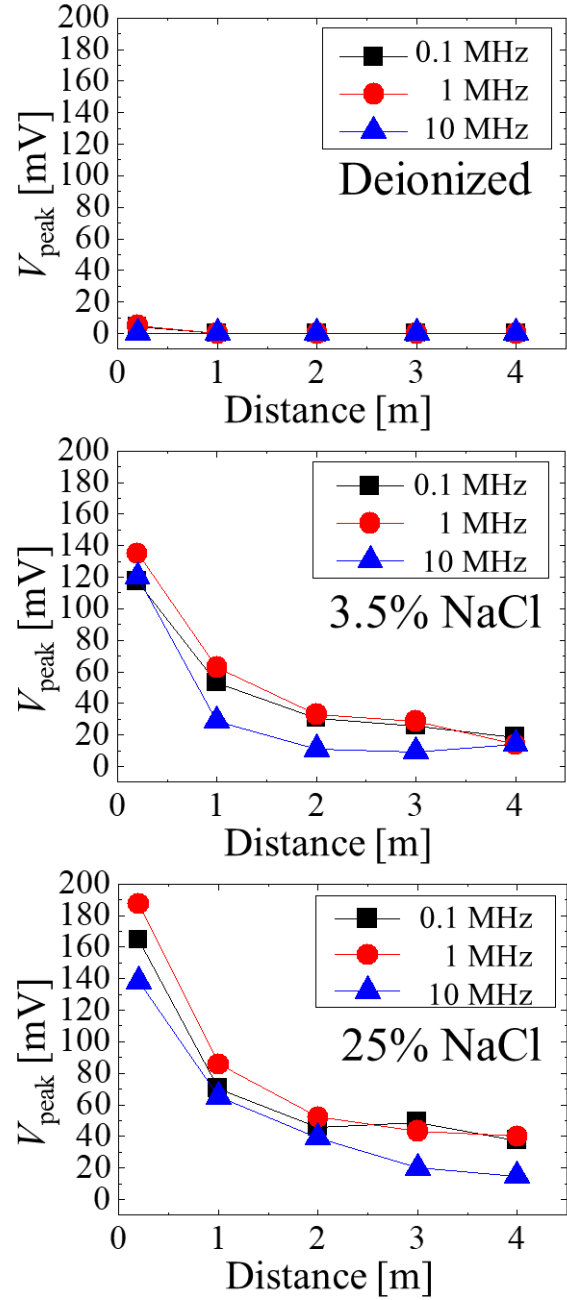 200
180
160
140
120
100
80
60
40
20
0
V_peak [mV]
0.1 MHz
1 MHz
10 MHz
Deionized
0 1 2 3 4
Distance [m]
200
180
160
140
120
100
80
60
40
20
0
V_peak [mV]
0.1 MHz
1 MHz
10 MHz
3.5% NaCl
0 1 2 3 4
Distance [m]
200
180
160
140
120
100
80
60
40
20
0
V_peak [mV]
0.1 MHz
1 MHz
10 MHz
25% NaCl
0 1 2 3 4
Distance [m]